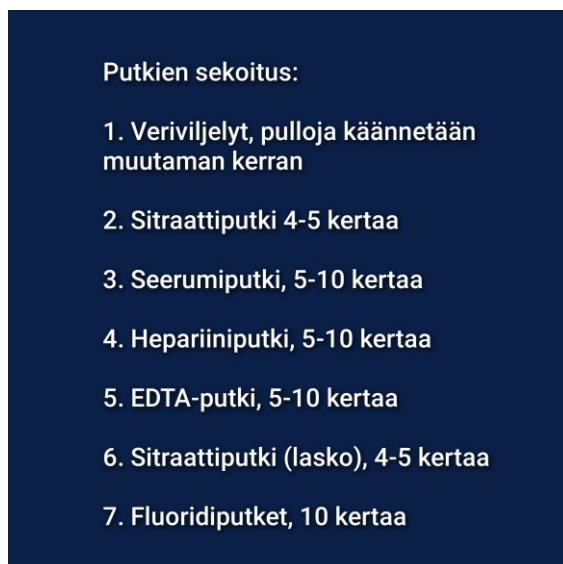 Putkien sekoitus:
1. Veriviljelyt, pulloja käännetään
muutaman kerran
2. Sitraattiputki 4-5 kertaa
3. Seerumiputki, 5-10 kertaa
4. Hepariiniputki, 5-10 kertaa
5. EDTA-putki, 5-10 kertaa
6. Sitraattiputki (lasko), 4-5 kertaa
7. Fluoridiputket, 10 kertaa